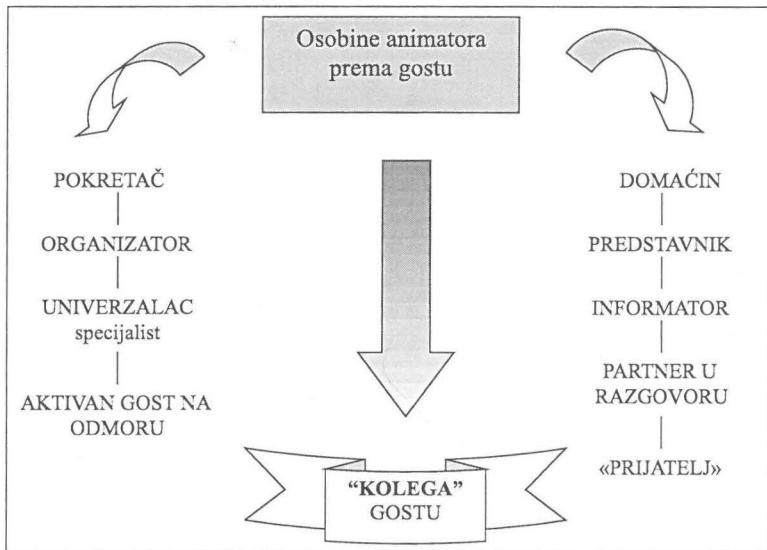 Osobine animatora
prema gostu
POKRETAČ
ORGANIZATOR
UNIVERZALAC
specijalist
AKTIVAN GOST NA
ODMORU
DOMAĆIN
PREDSTAVNIK
INFORMATOR
PARTNER U
RAZGOVORU
«PRIJATELJ»
“KOLEGA”
GOSTU